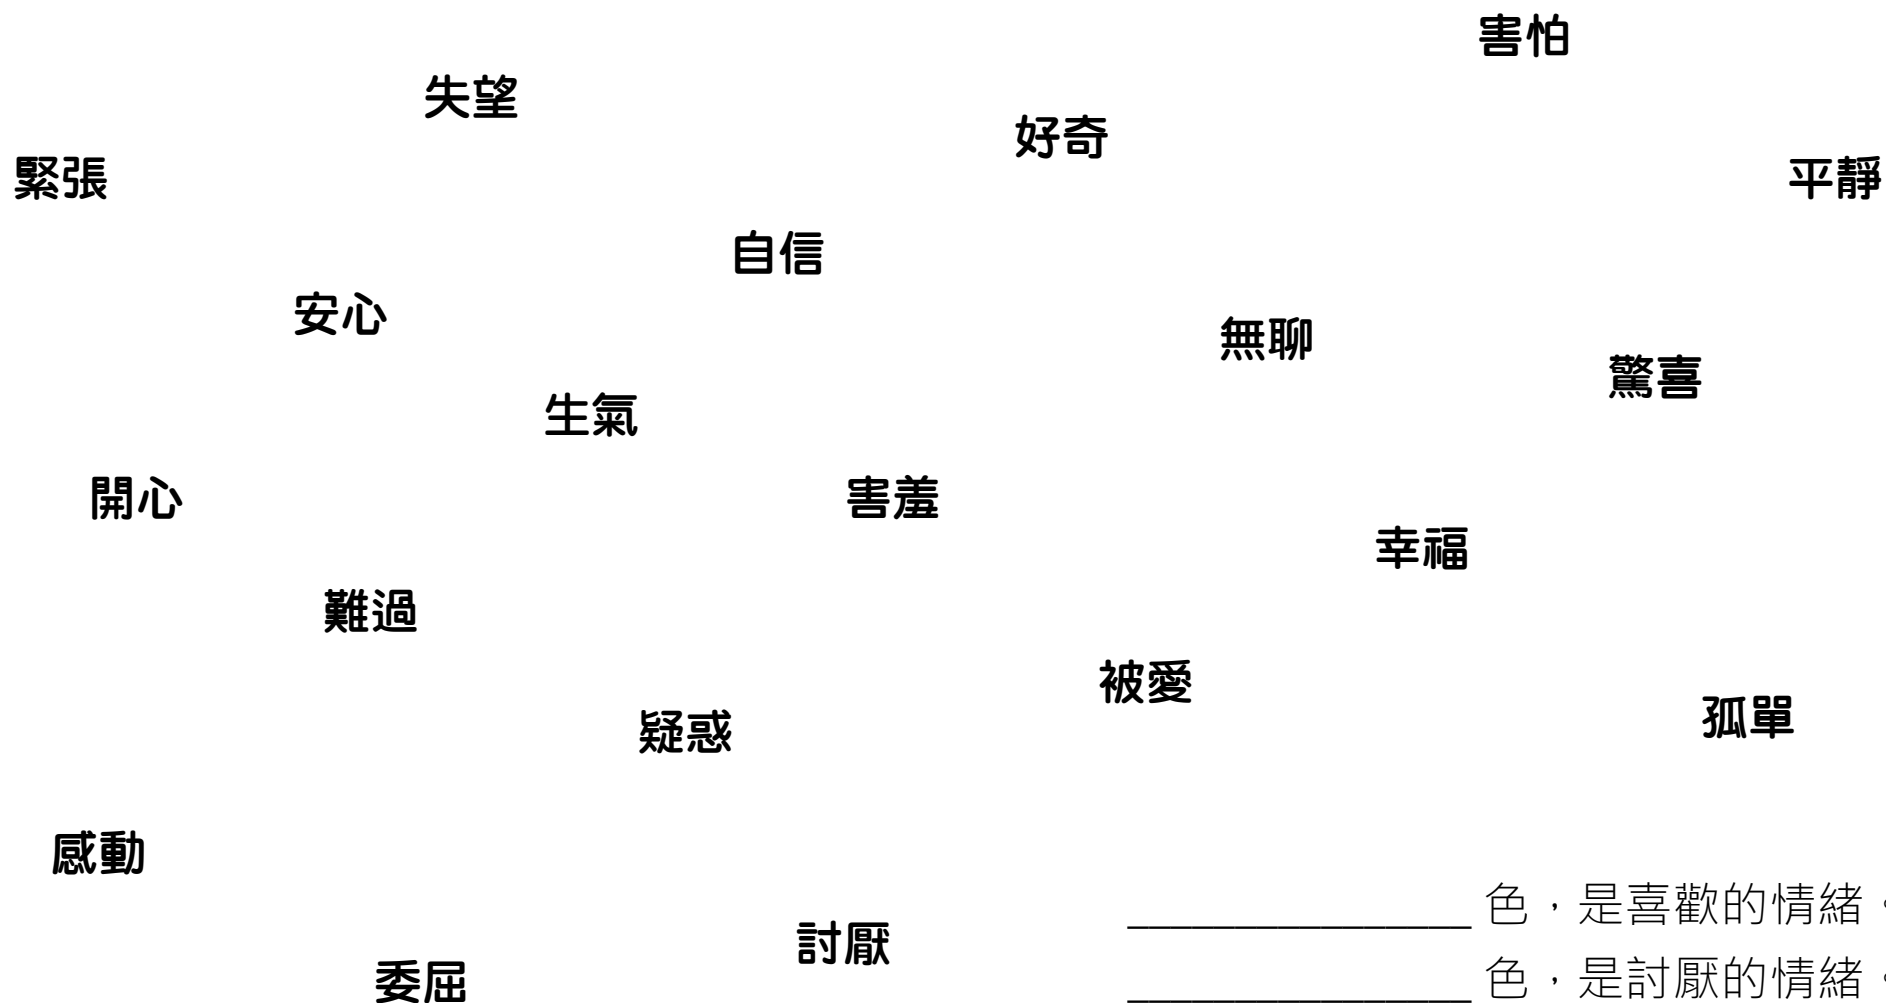 害怕
失望
好奇
緊張
平靜
自信
安心
無聊
驚喜
生氣
開心
害羞
幸福
難過
被愛
孤單
疑惑
感動
_______________ 色，是喜歡的情緒。
討厭
委屈
_______________ 色，是討厭的情緒。